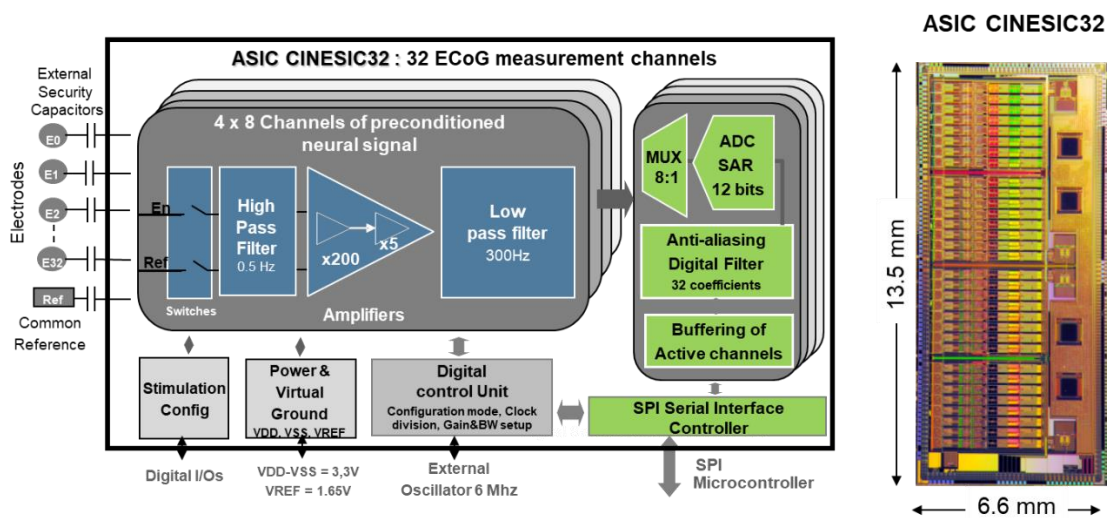 ASIC CINESIC32
ASIC CINESIC32 : 32 ECoG measurement channels
External
Security
Capacitors
Electrodes
E0
E1
E2
E32
Ref
Common
Reference
4 x 8 Channels of preconditioned
neural signal
En
Ref
Switches
High
Pass
Filter
0.5 Hz
x200
x5
Amplifiers
Low
pass filter
300Hz
MUX
8:1
ADC
SAR
12 bits
Anti-aliasing
Digital Filter
32 coefficients
Buffering of
Active channels
Stimulation
Config
Power &
Virtual
Ground
VDD, VSS, VREF
Digital
control Unit
Configuration mode, Clock
division, Gain&BW setup
SPI Serial Interface
Controller
Digital I/Os
VDD-VSS = 3,3V
VREF = 1.65V
External
Oscillator 6 Mhz
SPI
Microcontroller
13.5 mm
6.6 mm